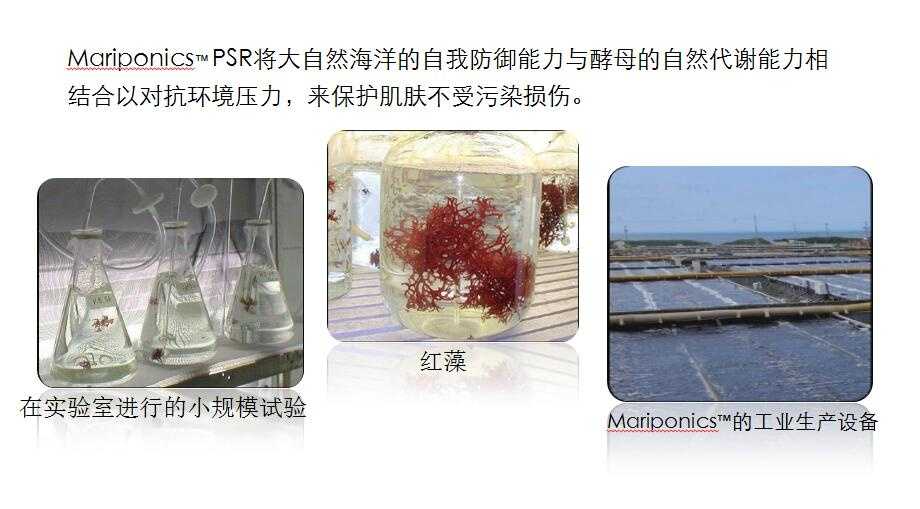 Mariponics™ PSR将大自然海洋的自我防御能力与酵母的自然代谢能力相
结合以对抗环境压力，来保护肌肤不受污染损伤。
红藻
在实验室进行的小规模试验
Mariponics™的工业生产设备